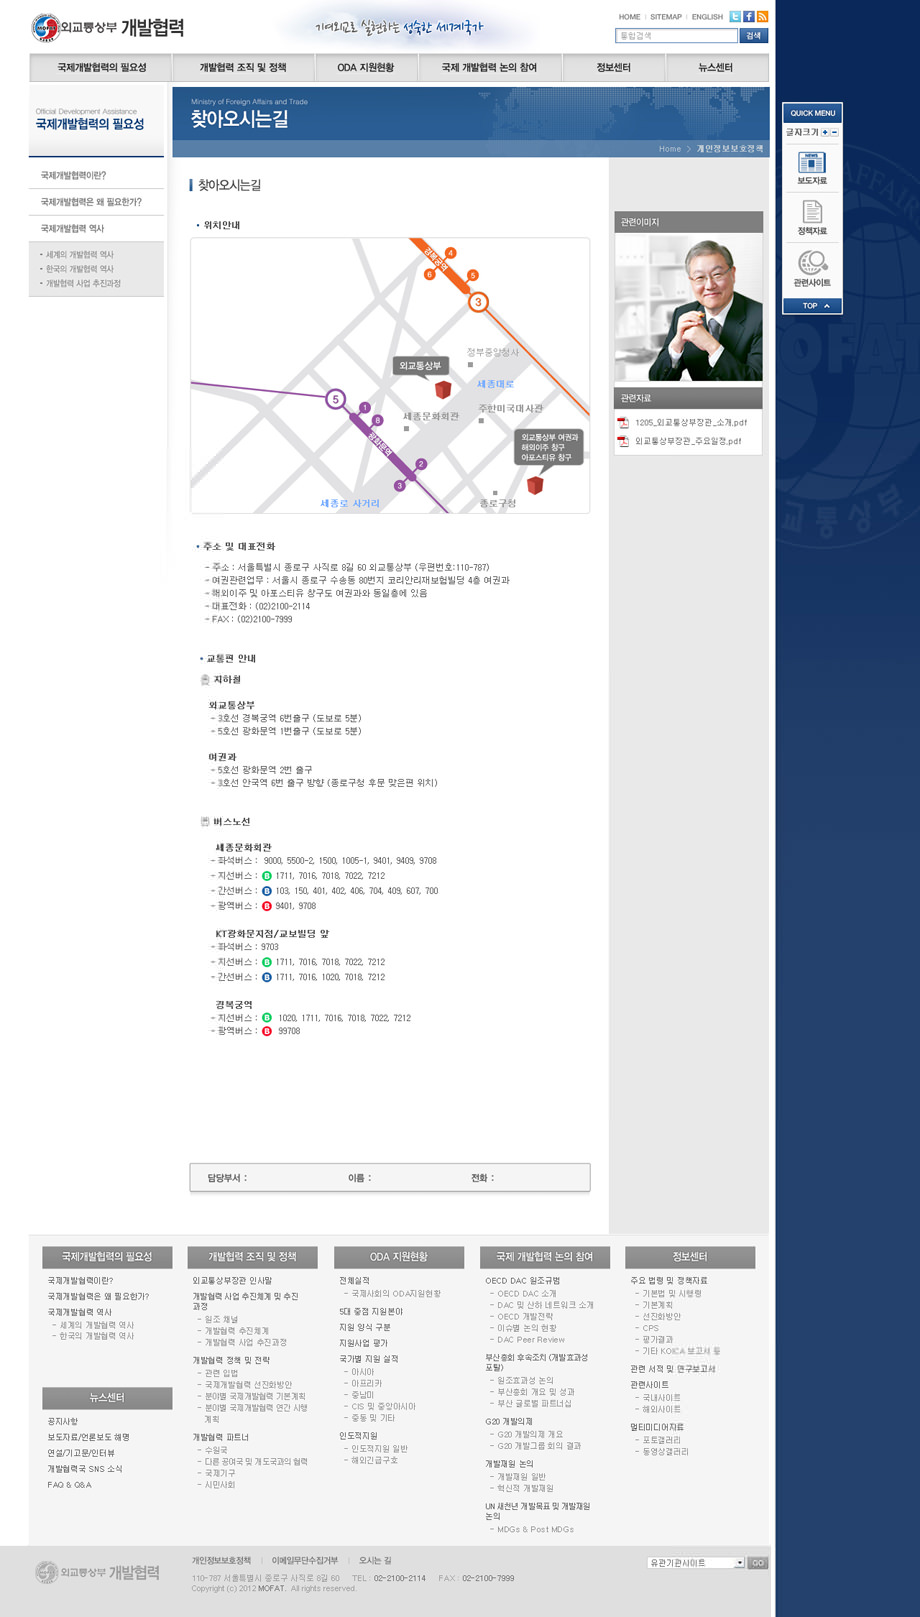 외교통상부 개발협력
기여외교로 실현하는 성숙한 세계국가
HOME | SITEMAP | ENGLISH
통합검색 검색
국제개발협력의 필요성 개발협력 조직 및 정책 ODA 지원현황 국제 개발협력 논의 참여 정보센터 뉴스센터
Official Development Assistance
국제개발협력의 필요성
국제개발협력이란?
국제개발협력은 왜 필요한가?
국제개발협력 역사
- 세계의 개발협력 역사
- 한국의 개발협력 역사
- 개발협력 사업 추진과정
Ministry of Foreign Affairs and Trade
찾아오시는길
Home > 개인정보보호정책
찾아오시는길
• 위치안내
경복궁역
4
6
5
3
정부중앙청사
외교통상부
세종대로
5
1
8
세종문화회관
주한미국대사관
광화문역
외교통상부 여권과
해외이주 창구
아포스티유 창구
2
3
세종로 사거리
종로구청
• 주소 및 대표전화
- 주소 : 서울특별시 종로구 사직로 8길 60 외교통상부 (우편번호:110-787)
- 여권관련업무 : 서울시 종로구 수송동 80번지 코리안리재보험빌딩 4층 여권과
- 해외이주 및 아포스티유 창구도 여권과와 동일층에 있음
- 대표전화 : (02)2100-2114
- FAX : (02)2100-7999
• 교통편 안내
지하철
외교통상부
- 3호선 경복궁역 6번출구 (도보로 5분)
- 5호선 광화문역 1번출구 (도보로 5분)
여권과
- 5호선 광화문역 2번 출구
- 3호선 안국역 6번 출구 방향 (종로구청 후문 맞은편 위치)
버스노선
세종문화회관
- 좌석버스 : 9000, 5500-2, 1500, 1005-1, 9401, 9409, 9708
- 지선버스 : B 1711, 7016, 7018, 7022, 7212
- 간선버스 : B 103, 150, 401, 402, 406, 704, 409, 607, 700
- 광역버스 : B 9401, 9708
KT광화문지점/교보빌딩 앞
- 좌석버스 : 9703
- 지선버스 : B 1711, 7016, 7018, 7022, 7212
- 간선버스 : B 1711, 7016, 1020, 7018, 7212
경복궁역
- 지선버스 : B 1020, 1711, 7016, 7018, 7022, 7212
- 광역버스 : B 99708
담당부서 : 이름 : 전화 :
관련이미지
관련자료
1205_외교통상부장관_소개.pdf
외교통상부장관_주요일정.pdf
QUICK MENU
글자크기 + -
NEWS
보도자료
정책자료
관련사이트
TOP
AFFAIRS
MOFAT
외교통상부
국제개발협력의 필요성
국제개발협력이란?
국제개발협력은 왜 필요한가?
국제개발협력 역사
- 세계의 개발협력 역사
- 한국의 개발협력 역사
뉴스센터
공지사항
보도자료/언론보도 해명
연설/기고문/인터뷰
개발협력국 SNS 소식
FAQ & Q&A
개발협력 조직 및 정책
외교통상부장관 인사말
개발협력 사업 추진체계 및 추진
과정
- 일조 채널
- 개발협력 추진체계
- 개발협력 사업 추진과정
개발협력 정책 및 전략
- 관련 입법
- 국제개발협력 선진화방안
- 분야별 국제개발협력 기본계획
- 분야별 국제개발협력 연간 시행
계획
개발협력 파트너
- 수원국
- 다른 공여국 및 개도국과의 협력
- 국제기구
- 시민사회
ODA 지원현황
전체실적
- 국제사회의 ODA지원현황
5대 중점 지원분야
지원 양식 구분
지원사업 평가
국가별 지원 실적
- 아시아
- 아프리카
- 중남미
- CIS 및 중앙아시아
- 중동 및 기타
인도적지원
- 인도적지원 일반
- 해외긴급구호
국제 개발협력 논의 참여
OECD DAC 원조규범
- OECD DAC 소개
- DAC 및 산하 네트워크 소개
- OECD 개발전략
- 이슈별 논의 현황
- DAC Peer Review
부산총회 후속조치 (개발효과성
포럼)
- 원조효과성 논의
- 부산총회 개요 및 성과
- 부산 글로벌 파트너십
G20 개발의제
- G20 개발의제 개요
- G20 개발그룹 회의 결과
개발재원 논의
- 개발재원 일반
- 혁신적 개발재원
UN 새천년 개발목표 및 개발재원
논의
- MDGs & Post MDGs
정보센터
주요 법령 및 정책자료
- 기본법 및 시행령
- 기본계획
- 선진화방안
- CPS
- 평가결과
- 기타 KOICA 보고서 등
관련 서적 및 연구보고서
관련사이트
- 국내사이트
- 해외사이트
멀티미디어자료
- 포토갤러리
- 동영상갤러리
외교통상부 개발협력
개인정보보호정책 | 이메일무단수집거부 | 오시는 길
110-787 서울특별시 종로구 사직로 8길 60 TEL : 02-2100-2114 FAX : 02-2100-7999
Copyright (c) 2012 MOFAT. All rights reserved.
유관기관사이트 GO